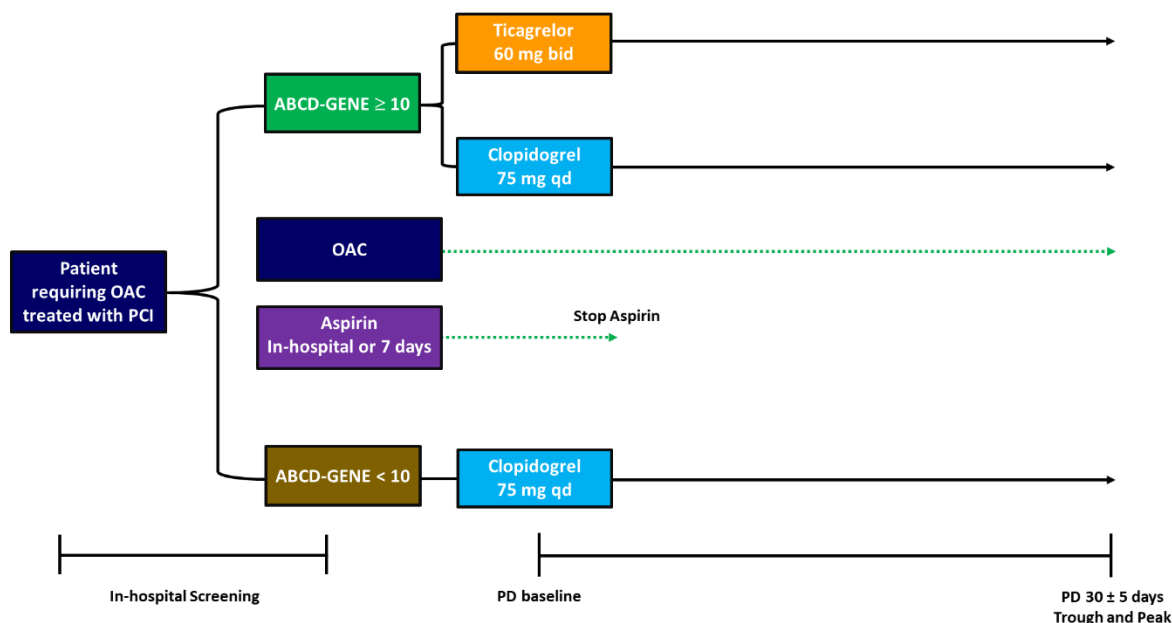 Ticagrelor
60 mg bid
ABCD-GENE ≥ 10
Clopidogrel
75 mg qd
OAC
Patient
requiring OAC
treated with PCI
Aspirin
In-hospital or 7 days
Stop Aspirin
ABCD-GENE < 10
Clopidogrel
75 mg qd
In-hospital Screening
PD baseline
PD 30 ± 5 days
Trough and Peak